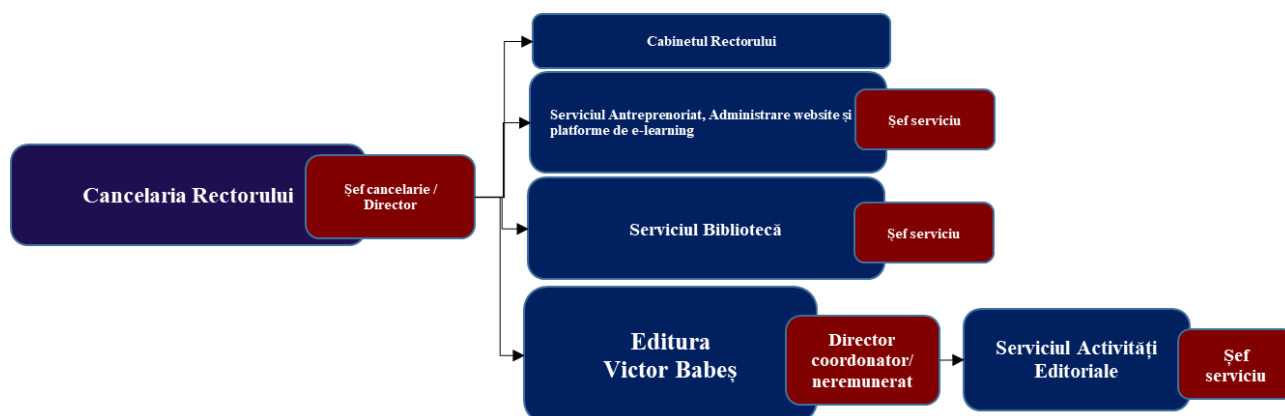 Cabinetul Rectorului
Serviciul Antreprenoriat, Administrare website și
platforme de e-learning
Șef serviciu
Cancelaria Rectorului
Șef cancelarie /
Director
Serviciul Bibliotecă
Șef serviciu
Editura
Victor Babeș
Director
coordonator/
neremunerat
Serviciul Activități
Editoriale
Șef
serviciu